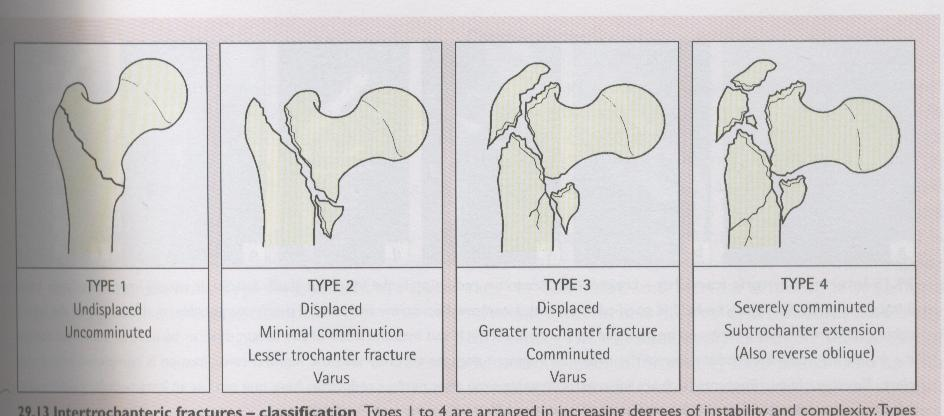 TYPE 1
Undisplaced
Uncomminuted
TYPE 2
Displaced
Minimal comminution
Lesser trochanter fracture
Varus
TYPE 3
Displaced
Greater trochanter fracture
Comminuted
Varus
TYPE 4
Severely comminuted
Subtrochanter extension
(Also reverse oblique)
29.13 Intertrochanteric fractures – classification Types 1 to 4 are arranged in increasing degrees of instability and complexity. Types